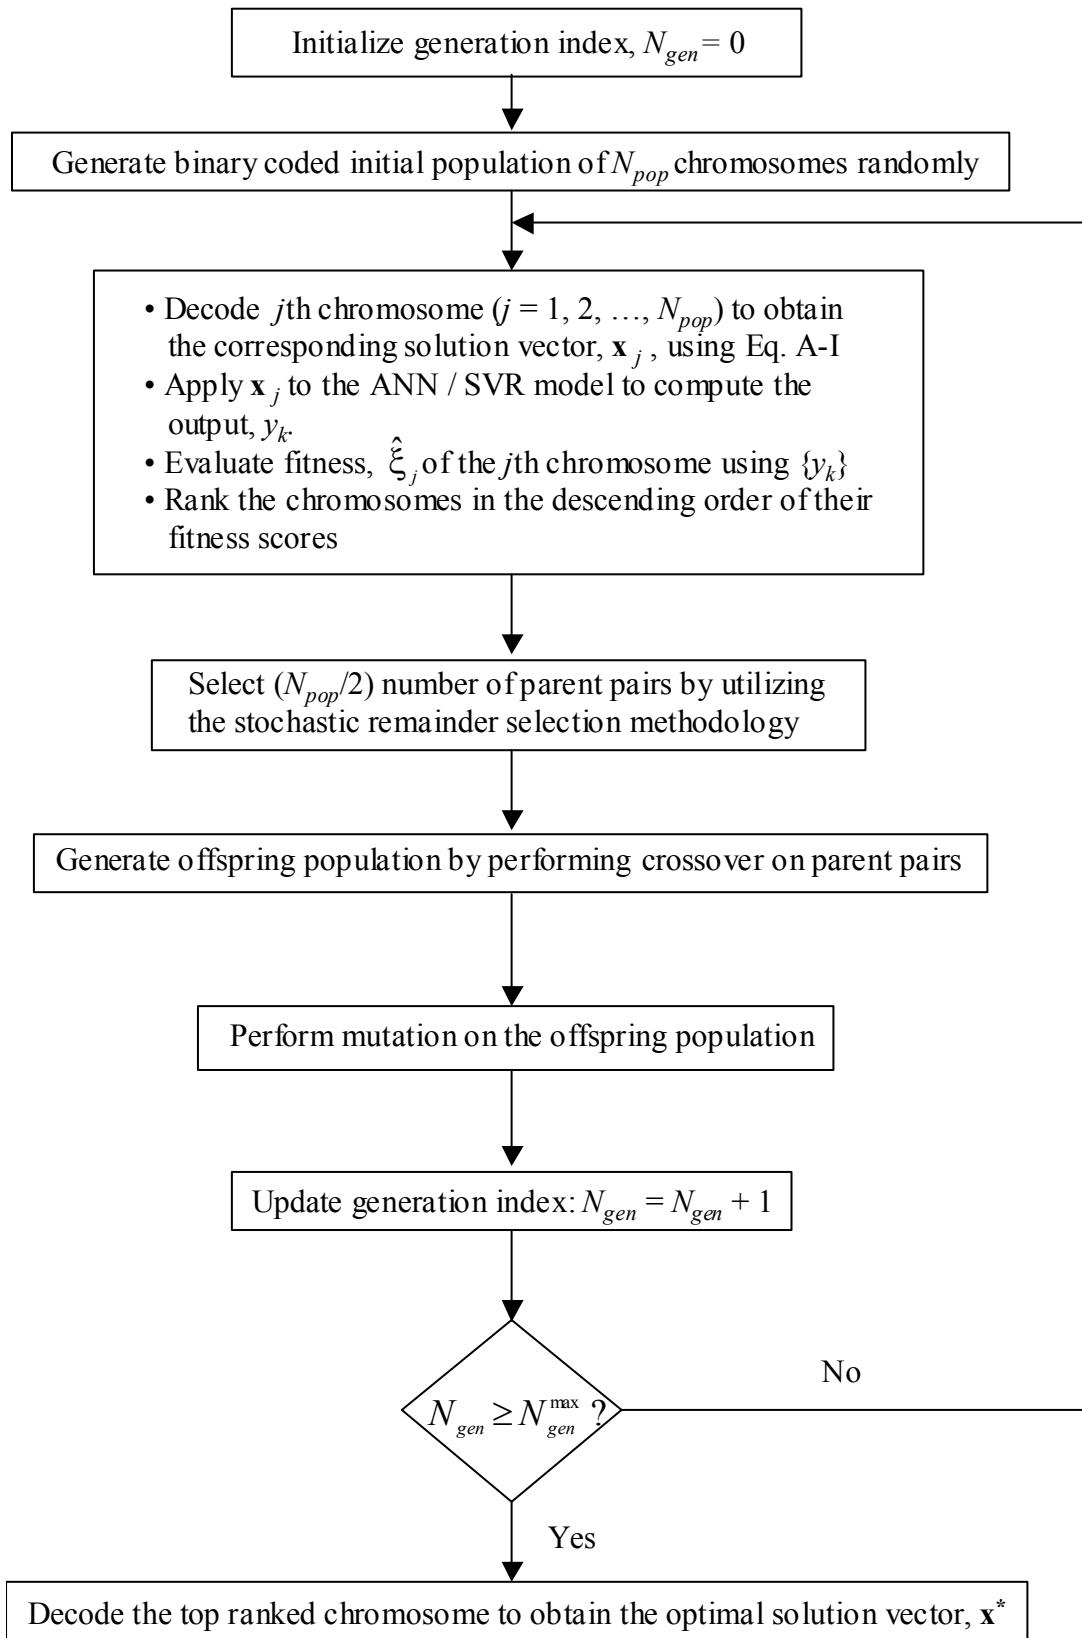 Initialize generation index, N_gen = 0
Generate binary coded initial population of N_pop chromosomes randomly
• Decode jth chromosome (j = 1, 2, …, N_pop) to obtain
the corresponding solution vector, x_j , using Eq. A-I
• Apply x_j to the ANN / SVR model to compute the
output, y_k.
• Evaluate fitness, ξ̂_j of the jth chromosome using {y_k}
• Rank the chromosomes in the descending order of their
fitness scores
Select (N_pop/2) number of parent pairs by utilizing
the stochastic remainder selection methodology
Generate offspring population by performing crossover on parent pairs
Perform mutation on the offspring population
Update generation index: N_gen = N_gen + 1
N_gen ≥ N_gen^max ?
No
Yes
Decode the top ranked chromosome to obtain the optimal solution vector, x*